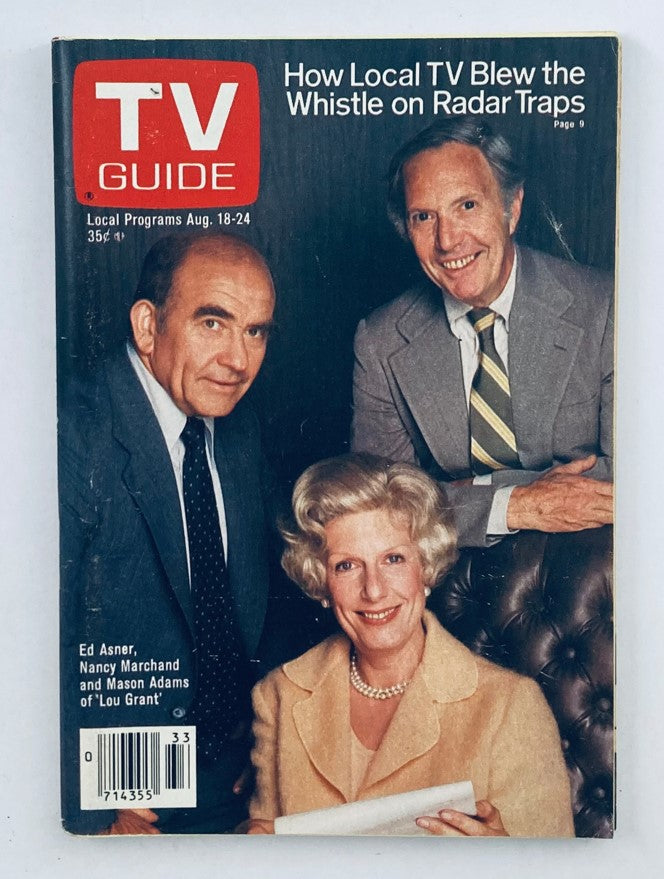 How Local TV Blew the
Whistle on Radar Traps
Page 9
TV
GUIDE
®
Local Programs Aug. 18-24
35¢
Ed Asner,
Nancy Marchand
and Mason Adams
of 'Lou Grant'
33
0
714355